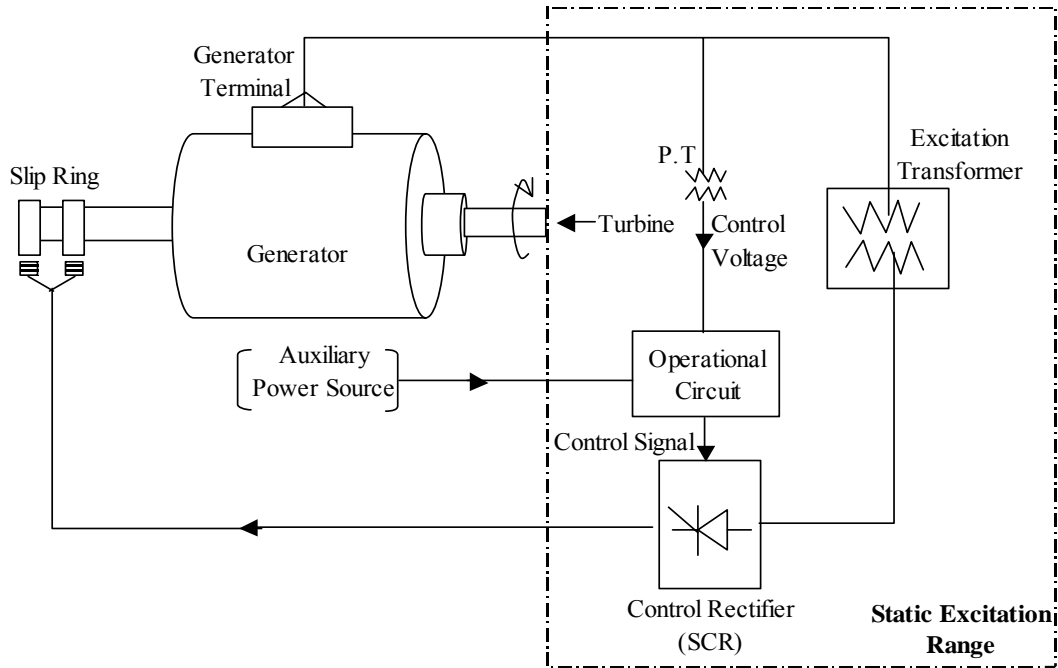 Generator
Terminal
Slip Ring
Generator
Turbine
P.T
Control
Voltage
Excitation
Transformer
Auxiliary
Power Source
Operational
Circuit
Control Signal
Control Rectifier
(SCR)
Static Excitation
Range